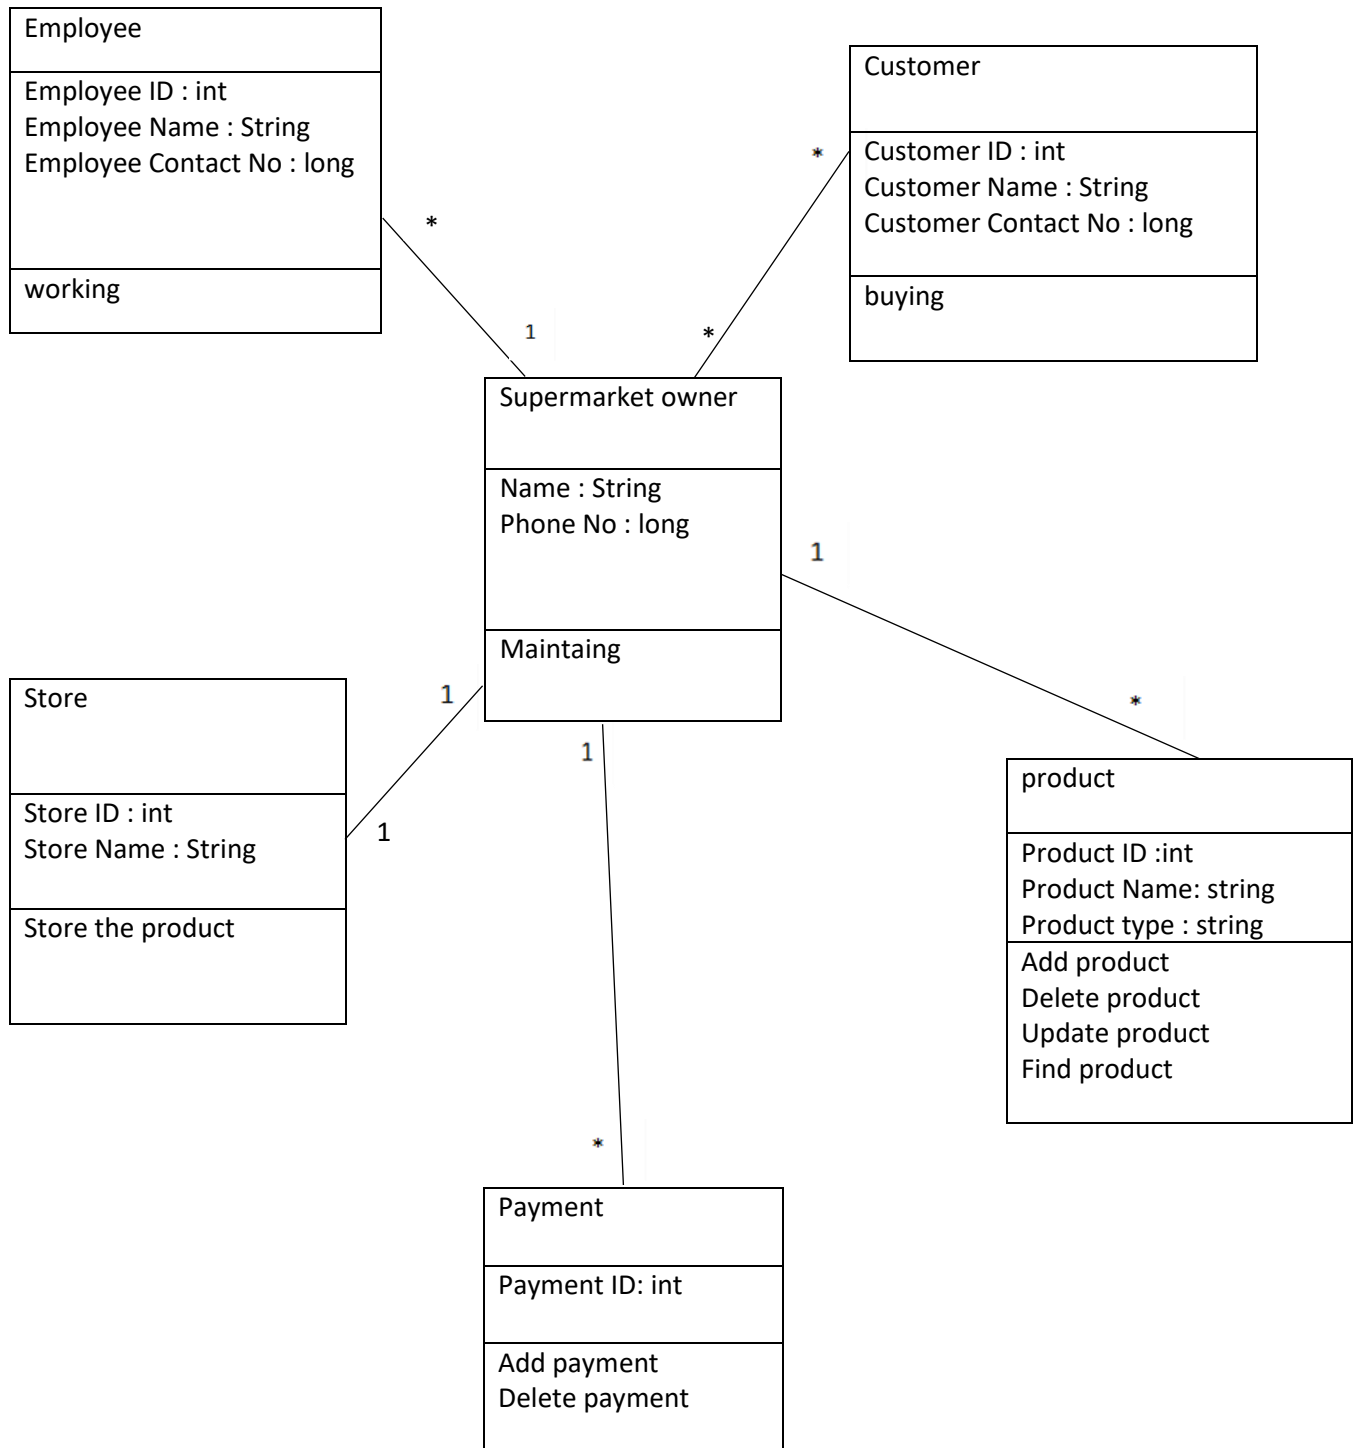 Employee
Employee ID : int
Employee Name : String
Employee Contact No : long
working
Customer
Customer ID : int
Customer Name : String
Customer Contact No : long
buying
*
1
*
*
Supermarket owner
Name : String
Phone No : long
Maintaing
1
*
1
1
1
*
Store
Store ID : int
Store Name : String
Store the product
product
Product ID :int
Product Name: string
Product type : string
Add product
Delete product
Update product
Find product
Payment
Payment ID: int
Add payment
Delete payment